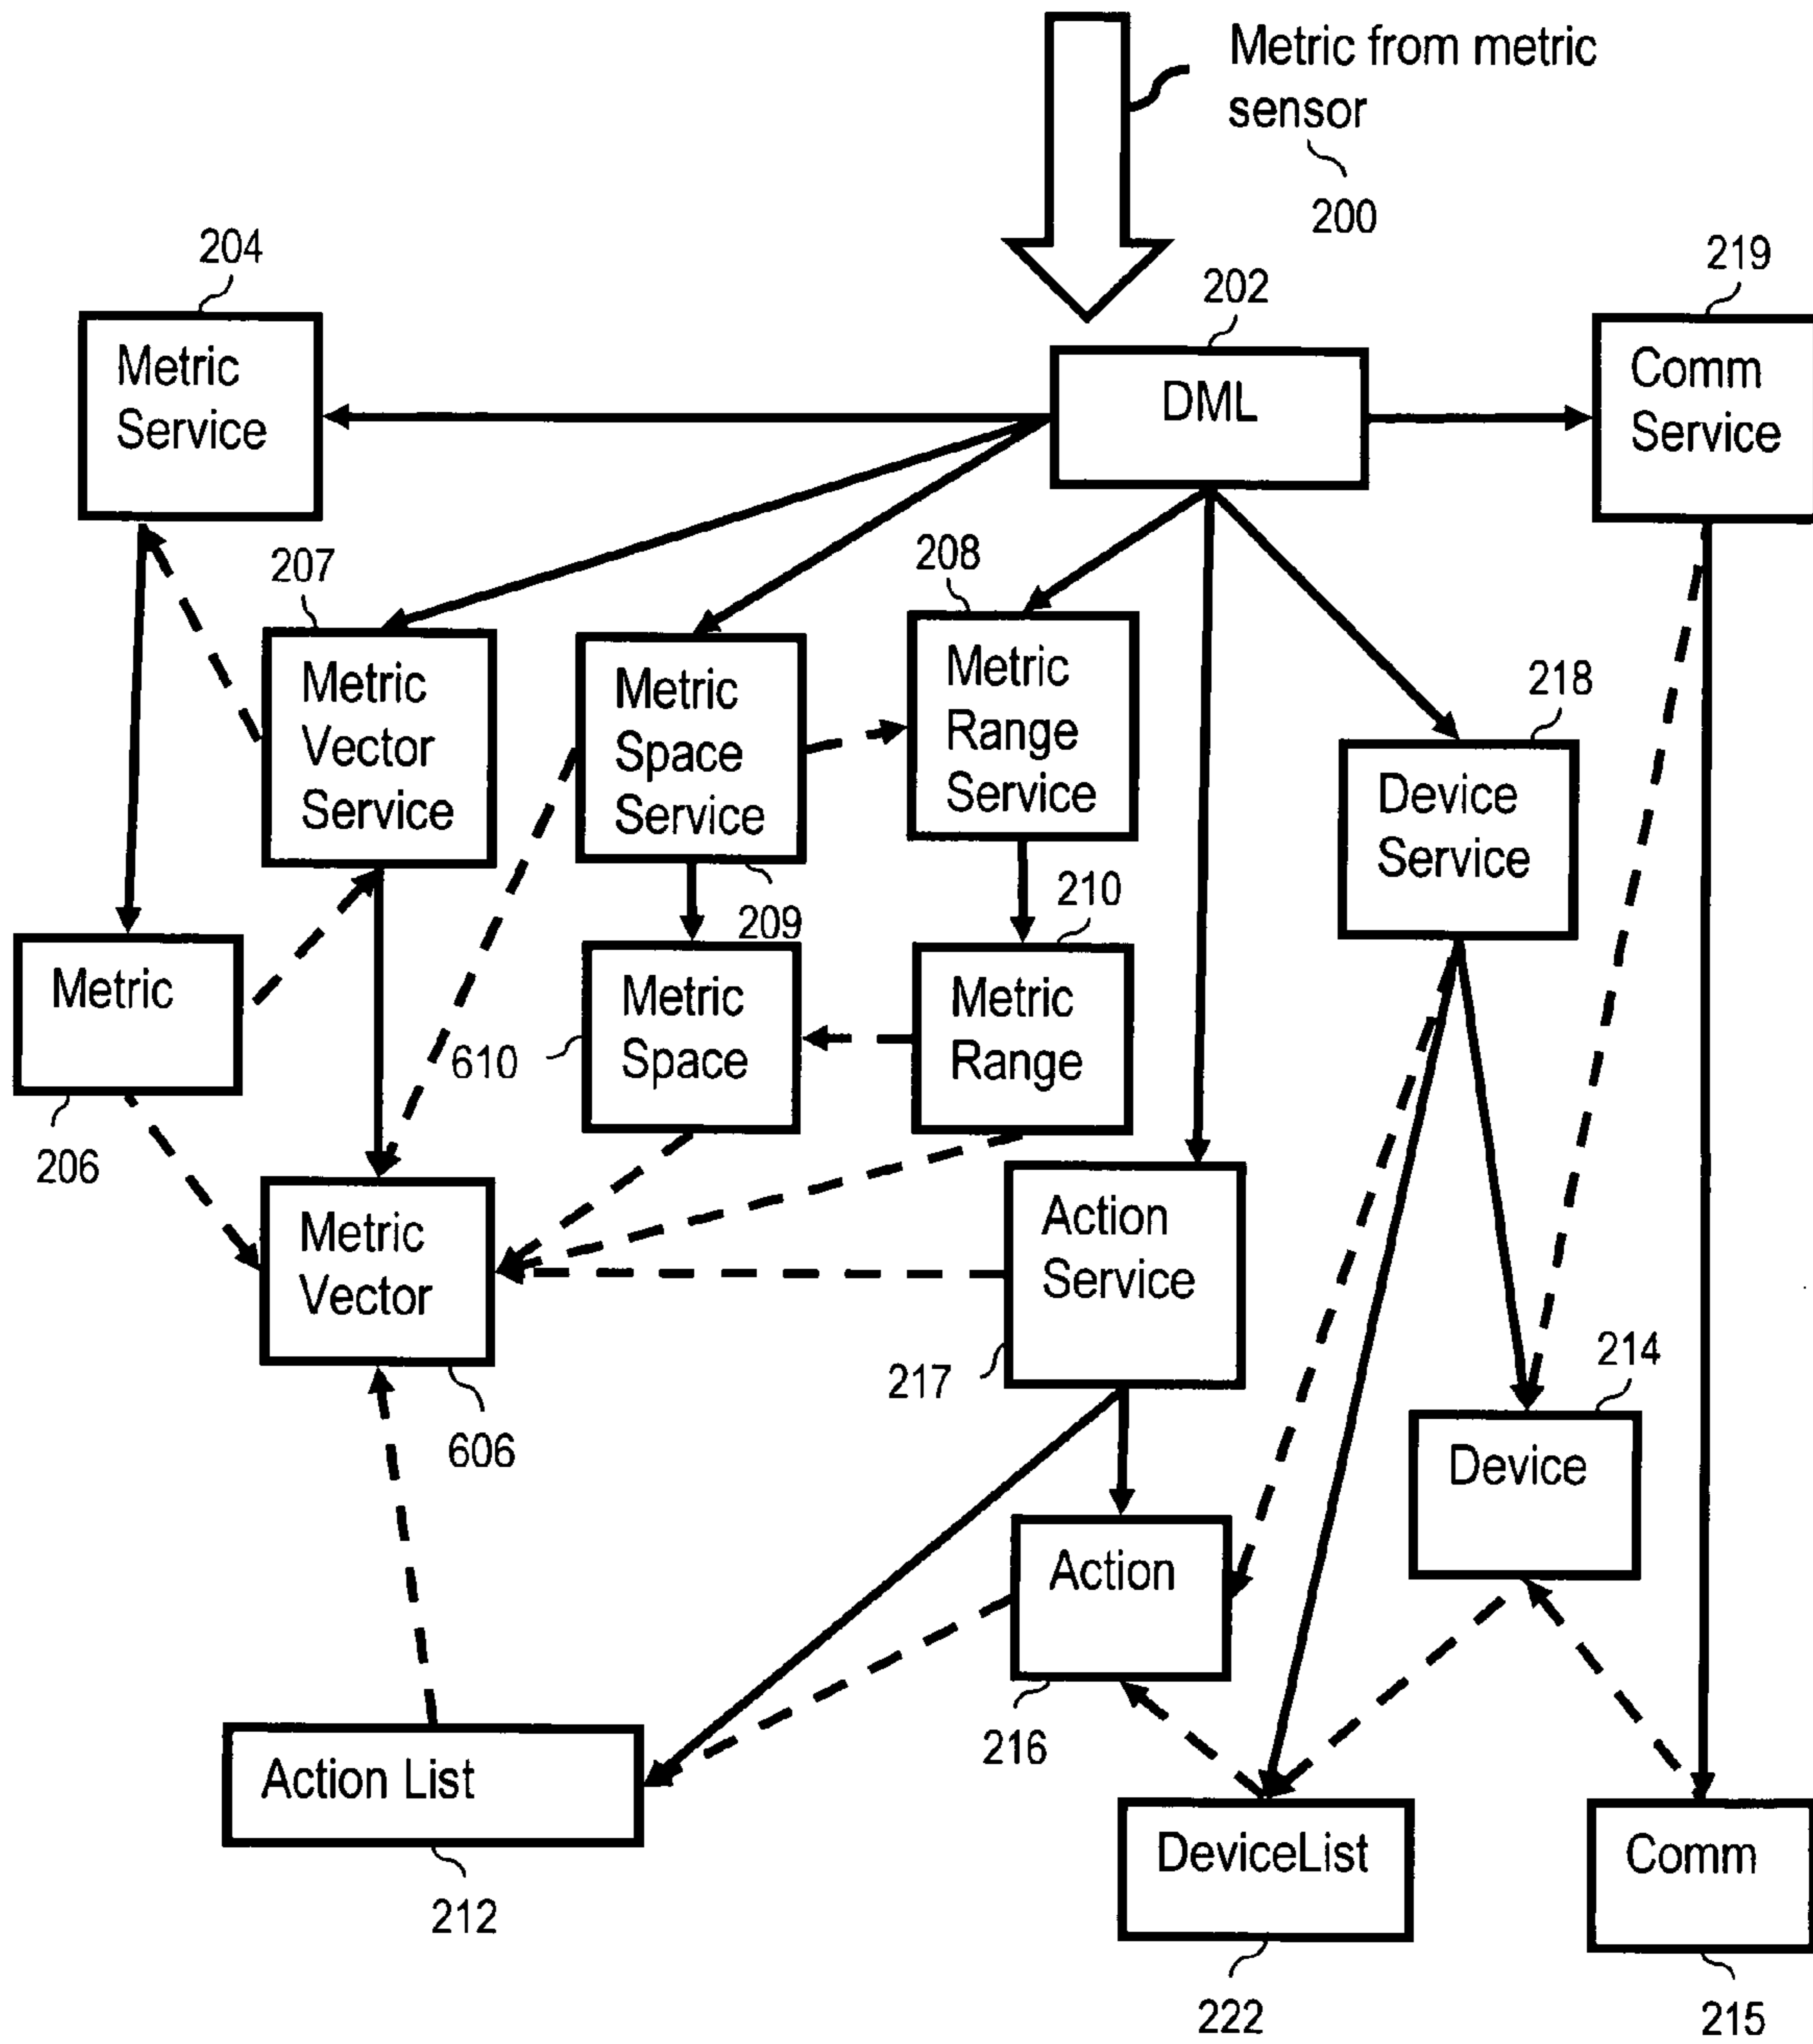 Metric from metric
sensor
200
204
202
219
Metric
Service
DML
Comm
Service
207
208
218
Metric
Vector
Service
Metric
Space
Service
Metric
Range
Service
Device
Service
209
210
Metric
610
Metric
Space
Metric
Range
206
Metric
Vector
Action
Service
217
214
606
Device
Action
216
Action List
DeviceList
Comm
212
222
215